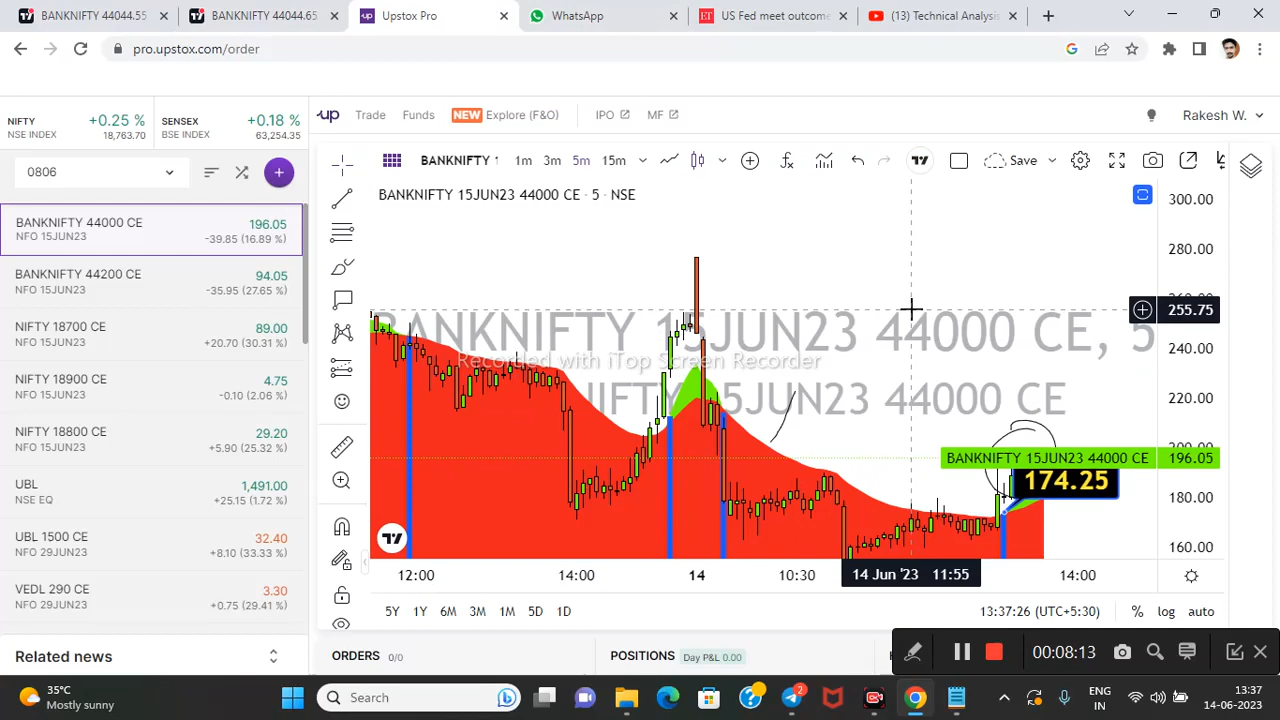 BANKNIFTY 44044.55
BANKNIFTY 44044.65
Upstox Pro
WhatsApp
US Fed meet outcome
(13) Technical Analysis
pro.upstox.com/order
NIFTY
+0.25 %
NSE INDEX
18,763.70
SENSEX
+0.18 %
BSE INDEX
63,254.35
up
Trade
Funds
NEW
Explore (F&O)
IPO
MF
Rakesh W.
0806
BANKNIFTY 1
1m
3m
5m
15m
Save
BANKNIFTY 44000 CE
196.05
NFO 15JUN23
-39.85 (16.89 %)
BANKNIFTY 44200 CE
94.05
NFO 15JUN23
-35.95 (27.65 %)
NIFTY 18700 CE
89.00
NFO 15JUN23
+20.70 (30.31 %)
NIFTY 18900 CE
4.75
NFO 15JUN23
-0.10 (2.06 %)
NIFTY 18800 CE
29.20
NFO 15JUN23
+5.90 (25.32 %)
UBL
1,491.00
NSE EQ
+25.15 (1.72 %)
UBL 1500 CE
32.40
NFO 29JUN23
+8.10 (33.33 %)
VEDL 290 CE
3.30
NFO 29JUN23
+0.75 (29.41 %)
Related news
BANKNIFTY 15JUN23 44000 CE · 5 · NSE
300.00
280.00
255.75
240.00
220.00
196.05
180.00
160.00
BANKNIFTY 15JUN23 44000 CE, 5
Recorded with iTop Screen Recorder
NIFTY 15JUN23 44000 CE
BANKNIFTY 15JUN23 44000 CE
174.25
12:00
14:00
14
10:30
14 Jun '23 11:55
14:00
5Y
1Y
6M
3M
1M
5D
1D
13:37:26 (UTC+5:30)
%
log
auto
ORDERS
0/0
POSITIONS
Day P&L 0.00
00:08:13
35°C
Mostly sunny
Search
2
ENG
IN
13:37
14-06-2023